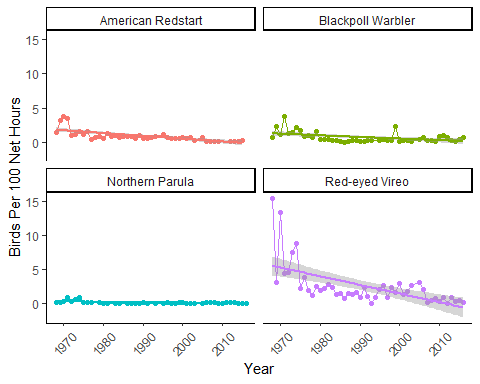 American Redstart
Blackpoll Warbler
15
10
5
0
Northern Parula
Red-eyed Vireo
15
10
5
0
Birds Per 100 Net Hours
1970 1980 1990 2000 2010
1970 1980 1990 2000 2010
Year